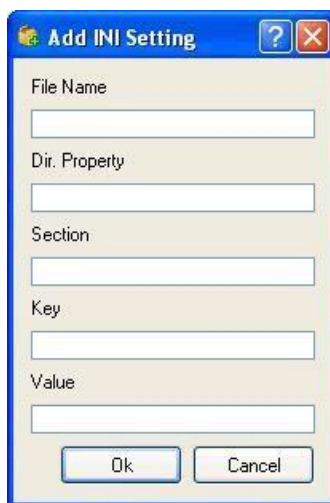 Add INI Setting
File Name
Dir. Property
Section
Key
Value
Ok Cancel